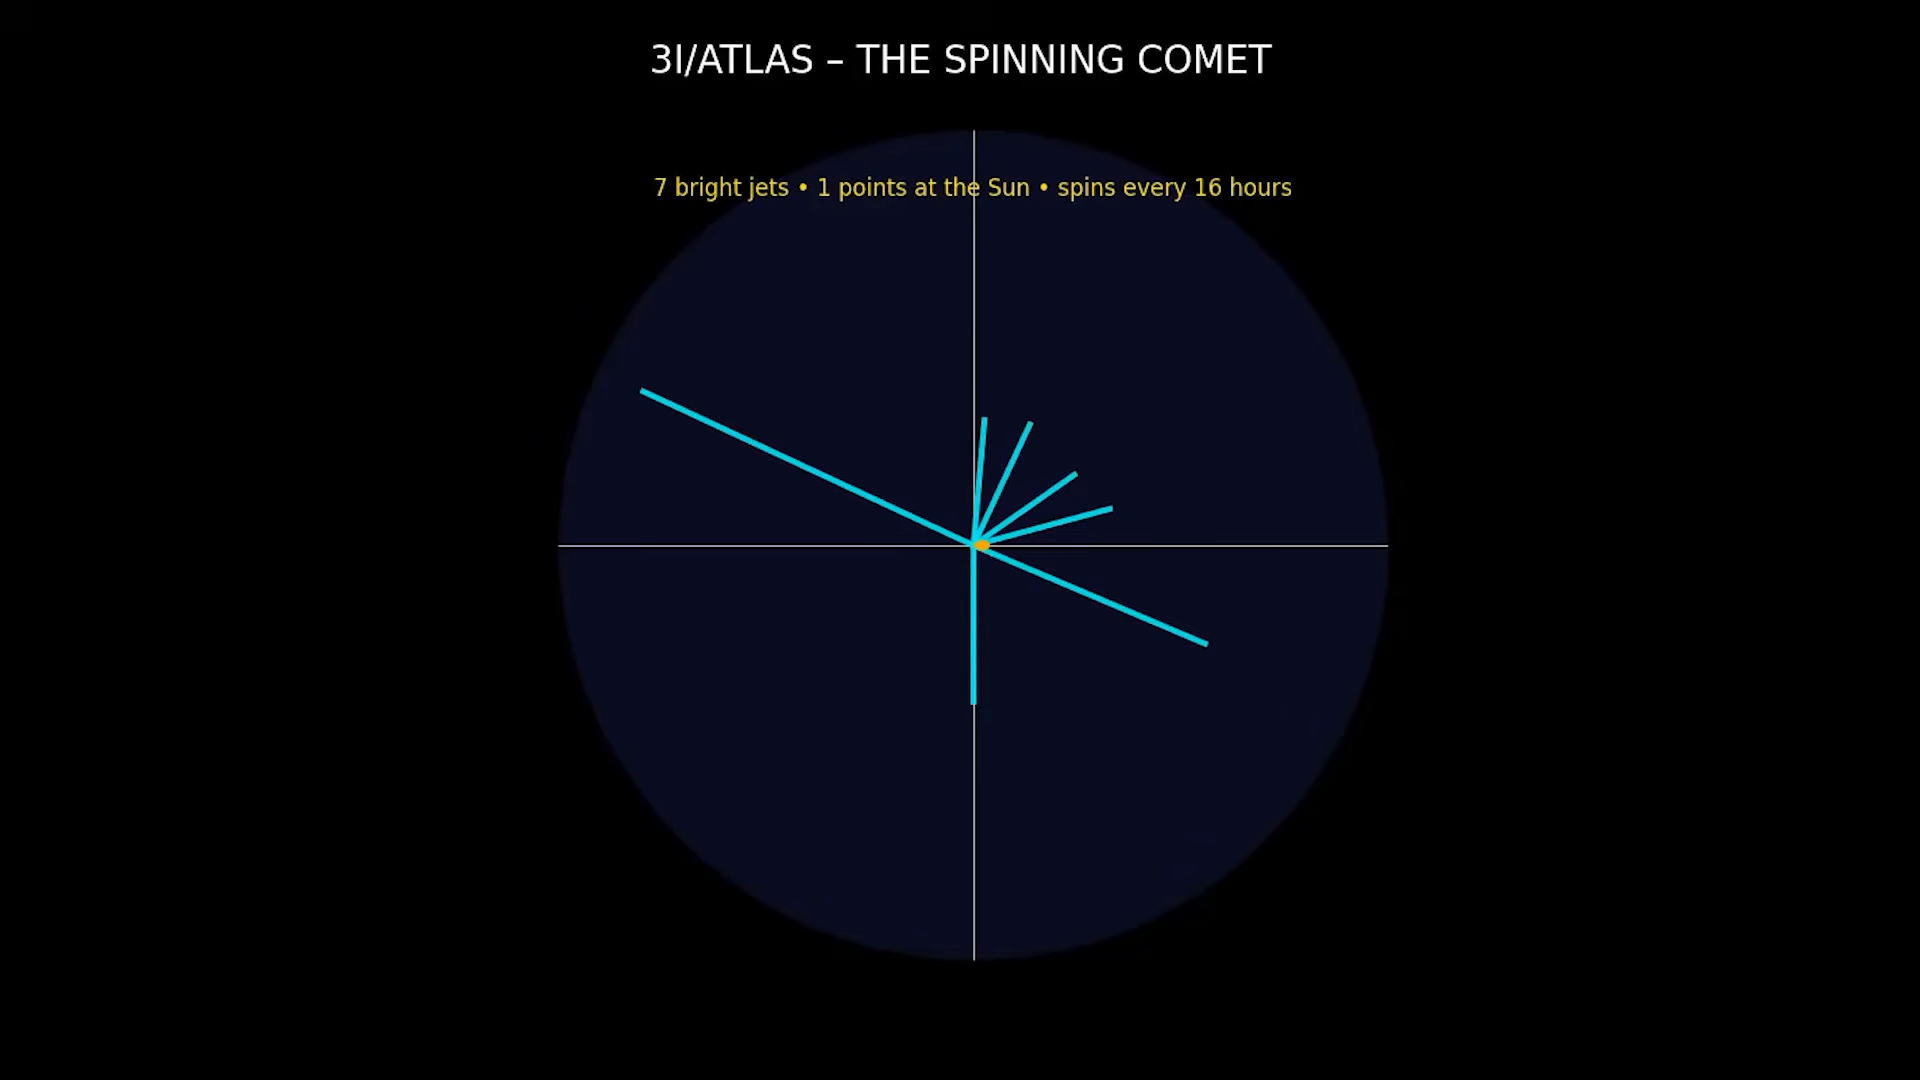 3I/ATLAS – THE SPINNING COMET
7 bright jets • 1 points at the Sun • spins every 16 hours